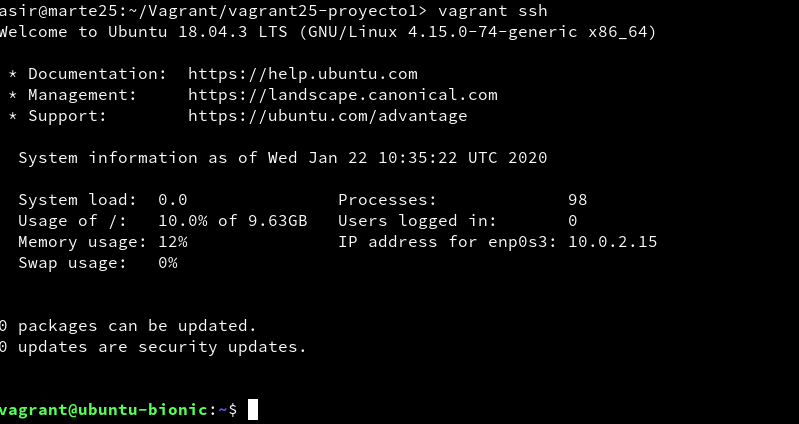 asir@marte25:~/Vagrant/vagrant25-proyecto1> vagrant ssh
Welcome to Ubuntu 18.04.3 LTS (GNU/Linux 4.15.0-74-generic x86_64)
* Documentation:  https://help.ubuntu.com
* Management:     https://landscape.canonical.com
* Support:        https://ubuntu.com/advantage
System information as of Wed Jan 22 10:35:22 UTC 2020
System load:  0.0               Processes:             98
Usage of /:   10.0% of 9.63GB   Users logged in:       0
Memory usage: 12%               IP address for enp0s3: 10.0.2.15
Swap usage:   0%
0 packages can be updated.
0 updates are security updates.
vagrant@ubuntu-bionic:~$